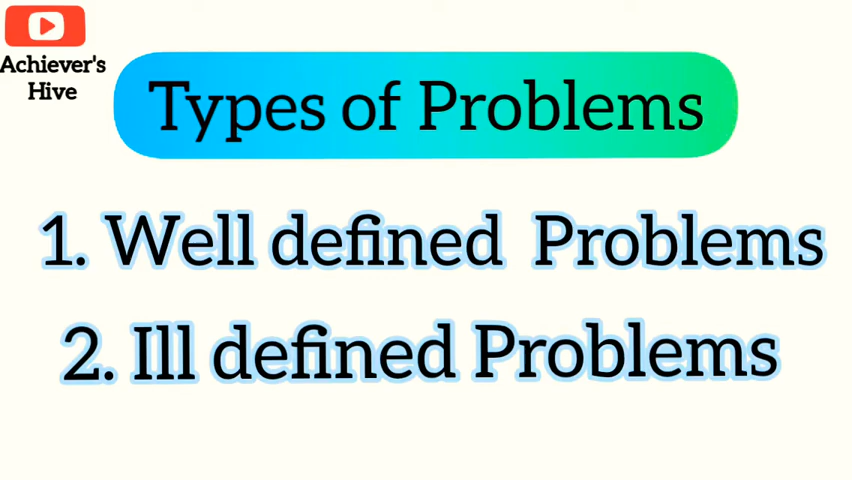 Achiever's
Hive
Types of Problems
1. Well defined Problems
2. Ill defined Problems